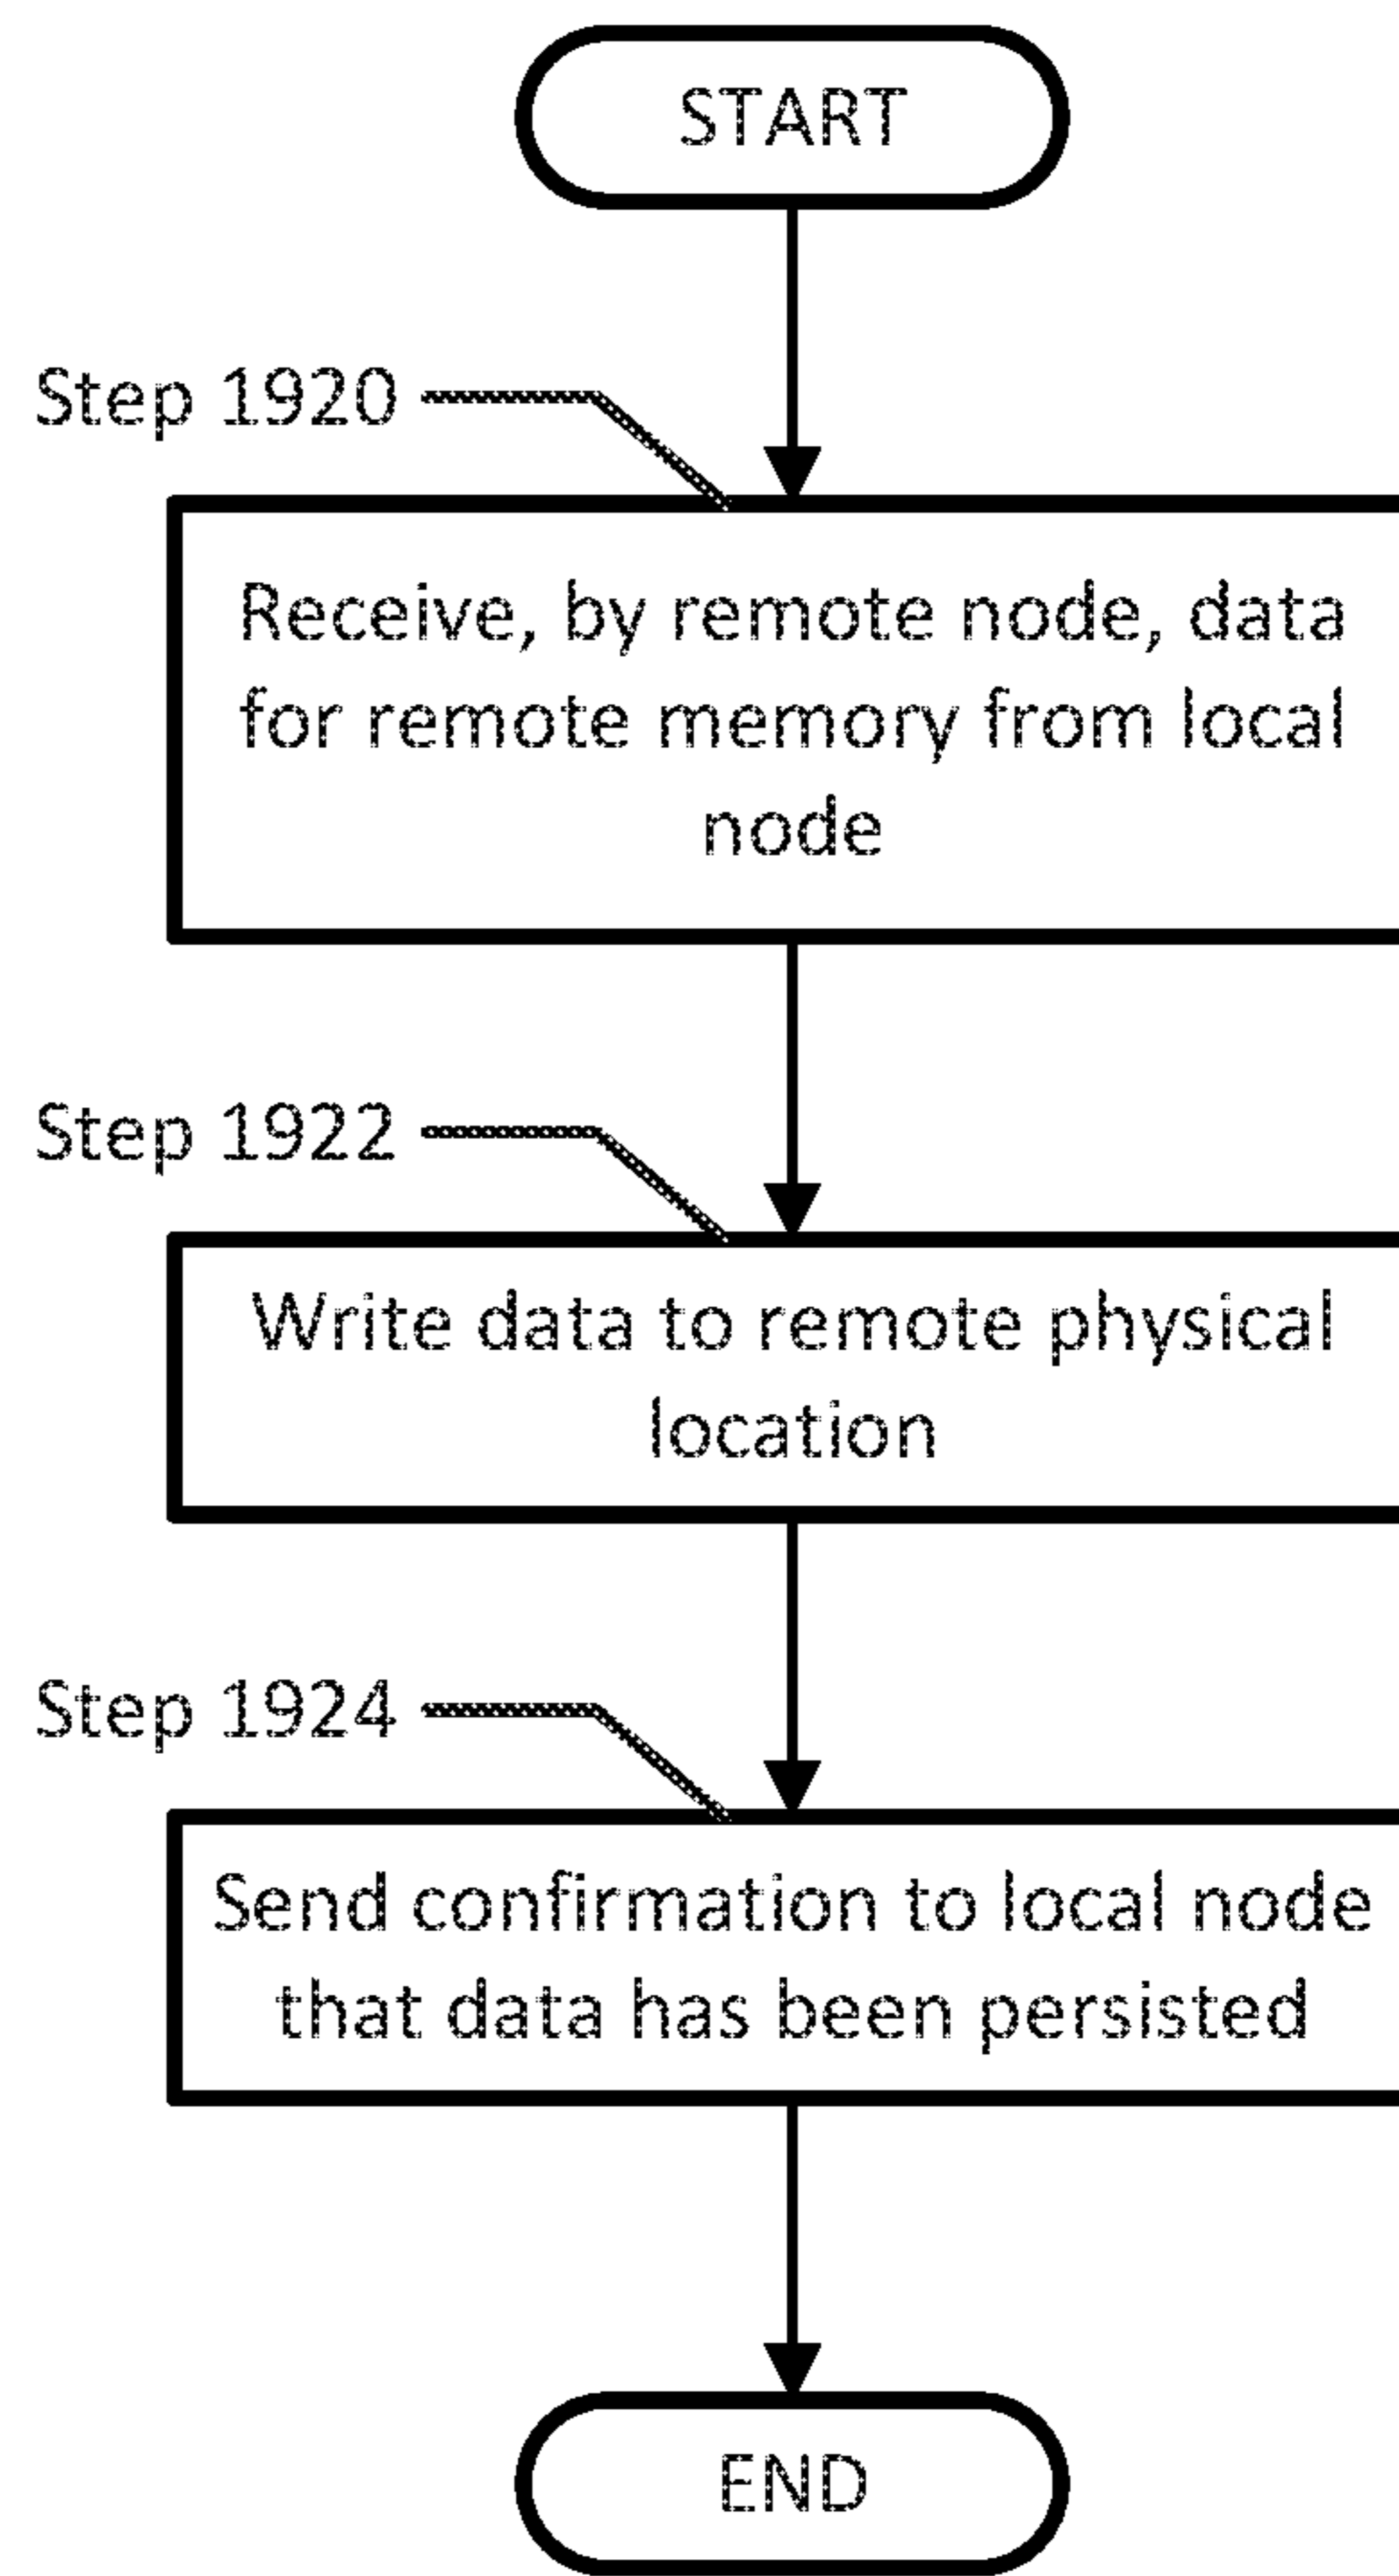 START
Step 1920
Receive, by remote node, data
for remote memory from local
node
Step 1922
Write data to remote physical
location
Step 1924
Send confirmation to local node
that data has been persisted
END